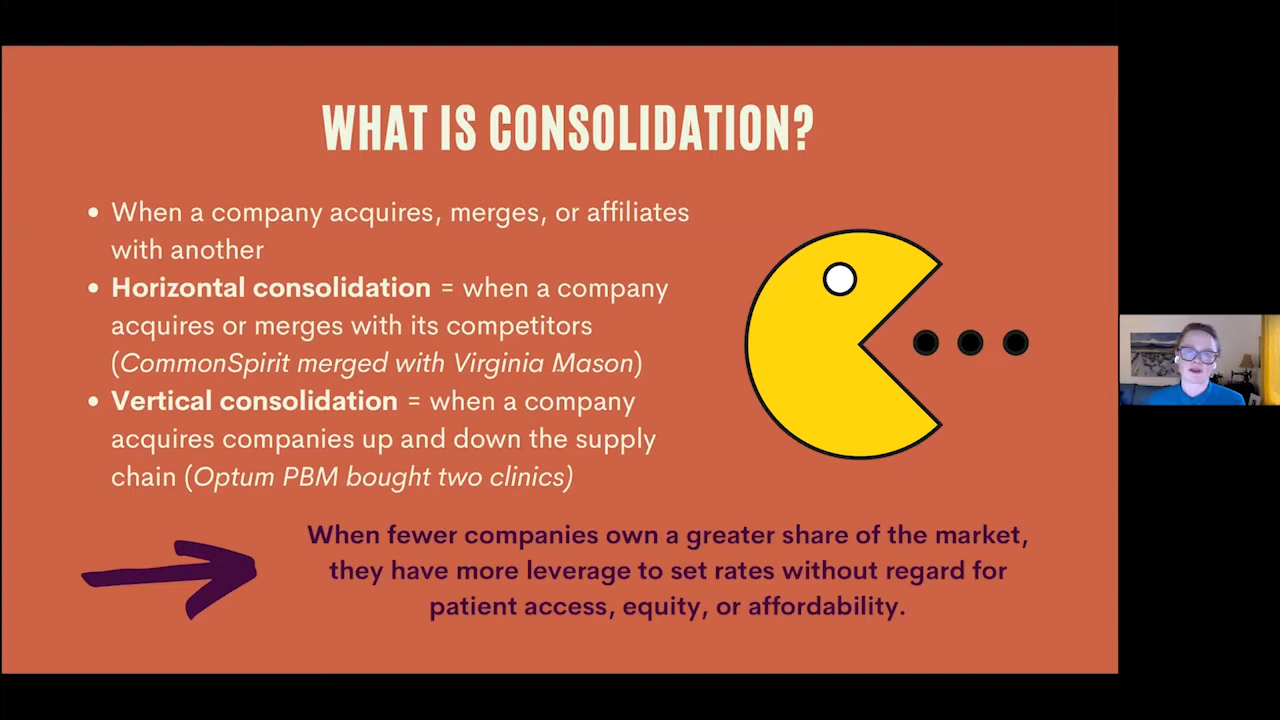 WHAT IS CONSOLIDATION?
• When a company acquires, merges, or affiliates
with another
• Horizontal consolidation = when a company
acquires or merges with its competitors
(CommonSpirit merged with Virginia Mason)
• Vertical consolidation = when a company
acquires companies up and down the supply
chain (Optum PBM bought two clinics)
When fewer companies own a greater share of the market,
they have more leverage to set rates without regard for
patient access, equity, or affordability.